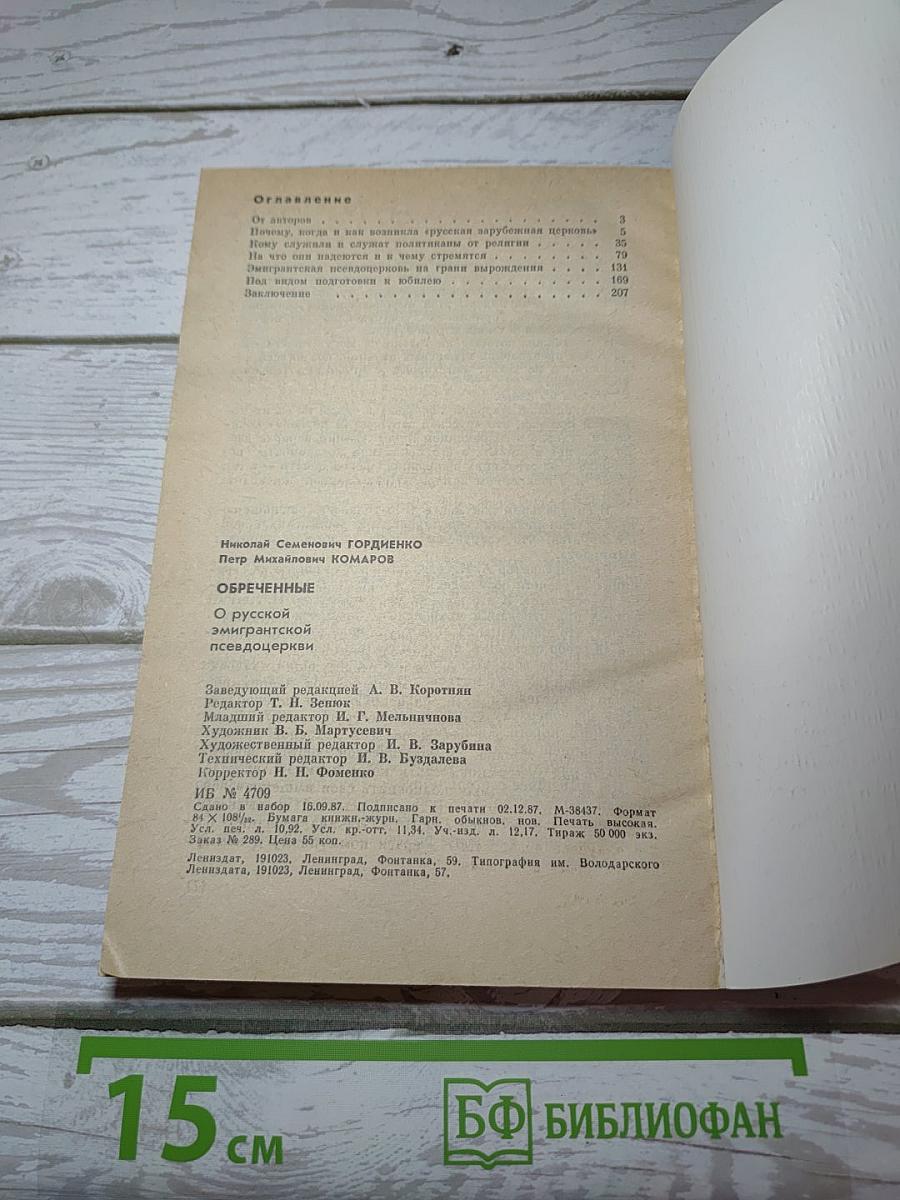 Оглавление
От авторов . . . . . . . . . . . . . . . . . . . . 3
Почему, когда и как возникла «русская зарубежная церковь» 5
Кому служили и служат политиканы от религии . . . . . 35
На что они надеются и к чему стремятся . . . . . . . . 79
Эмигрантская псевдоцерковь на грани вырождения . . . . 131
Под видом подготовки к юбилею . . . . . . . . . . . 169
Заключение . . . . . . . . . . . . . . . . . . . 207
Николай Семенович ГОРДИЕНКО
Петр Михайлович КОМАРОВ
ОБРЕЧЕННЫЕ
О русской
эмигрантской
псевдоцеркви
Заведующий редакцией А. В. Коротнян
Редактор Т. Н. Зенюк
Младший редактор И. Г. Мельничнова
Художник В. Б. Мартусевич
Художественный редактор И. В. Зарубина
Технический редактор И. В. Буздалева
Корректор Н. Н. Фоменко
ИБ № 4709
Сдано в набор 16.09.87. Подписано к печати 02.12.87. М-38437. Формат
84 × 108¹/₃₂. Бумага книжн.-журн. Гарн. обыкнов. нов. Печать высокая.
Усл. печ. л. 10,92. Усл. кр.-отт. 11,34. Уч.-изд. л. 12,17. Тираж 50 000 экз.
Заказ № 289. Цена 55 коп.
Лениздат, 191023, Ленинград, Фонтанка, 59. Типография им. Володарского
Лениздата, 191023, Ленинград, Фонтанка, 57.
15 см
БФ БИБЛИОФАН